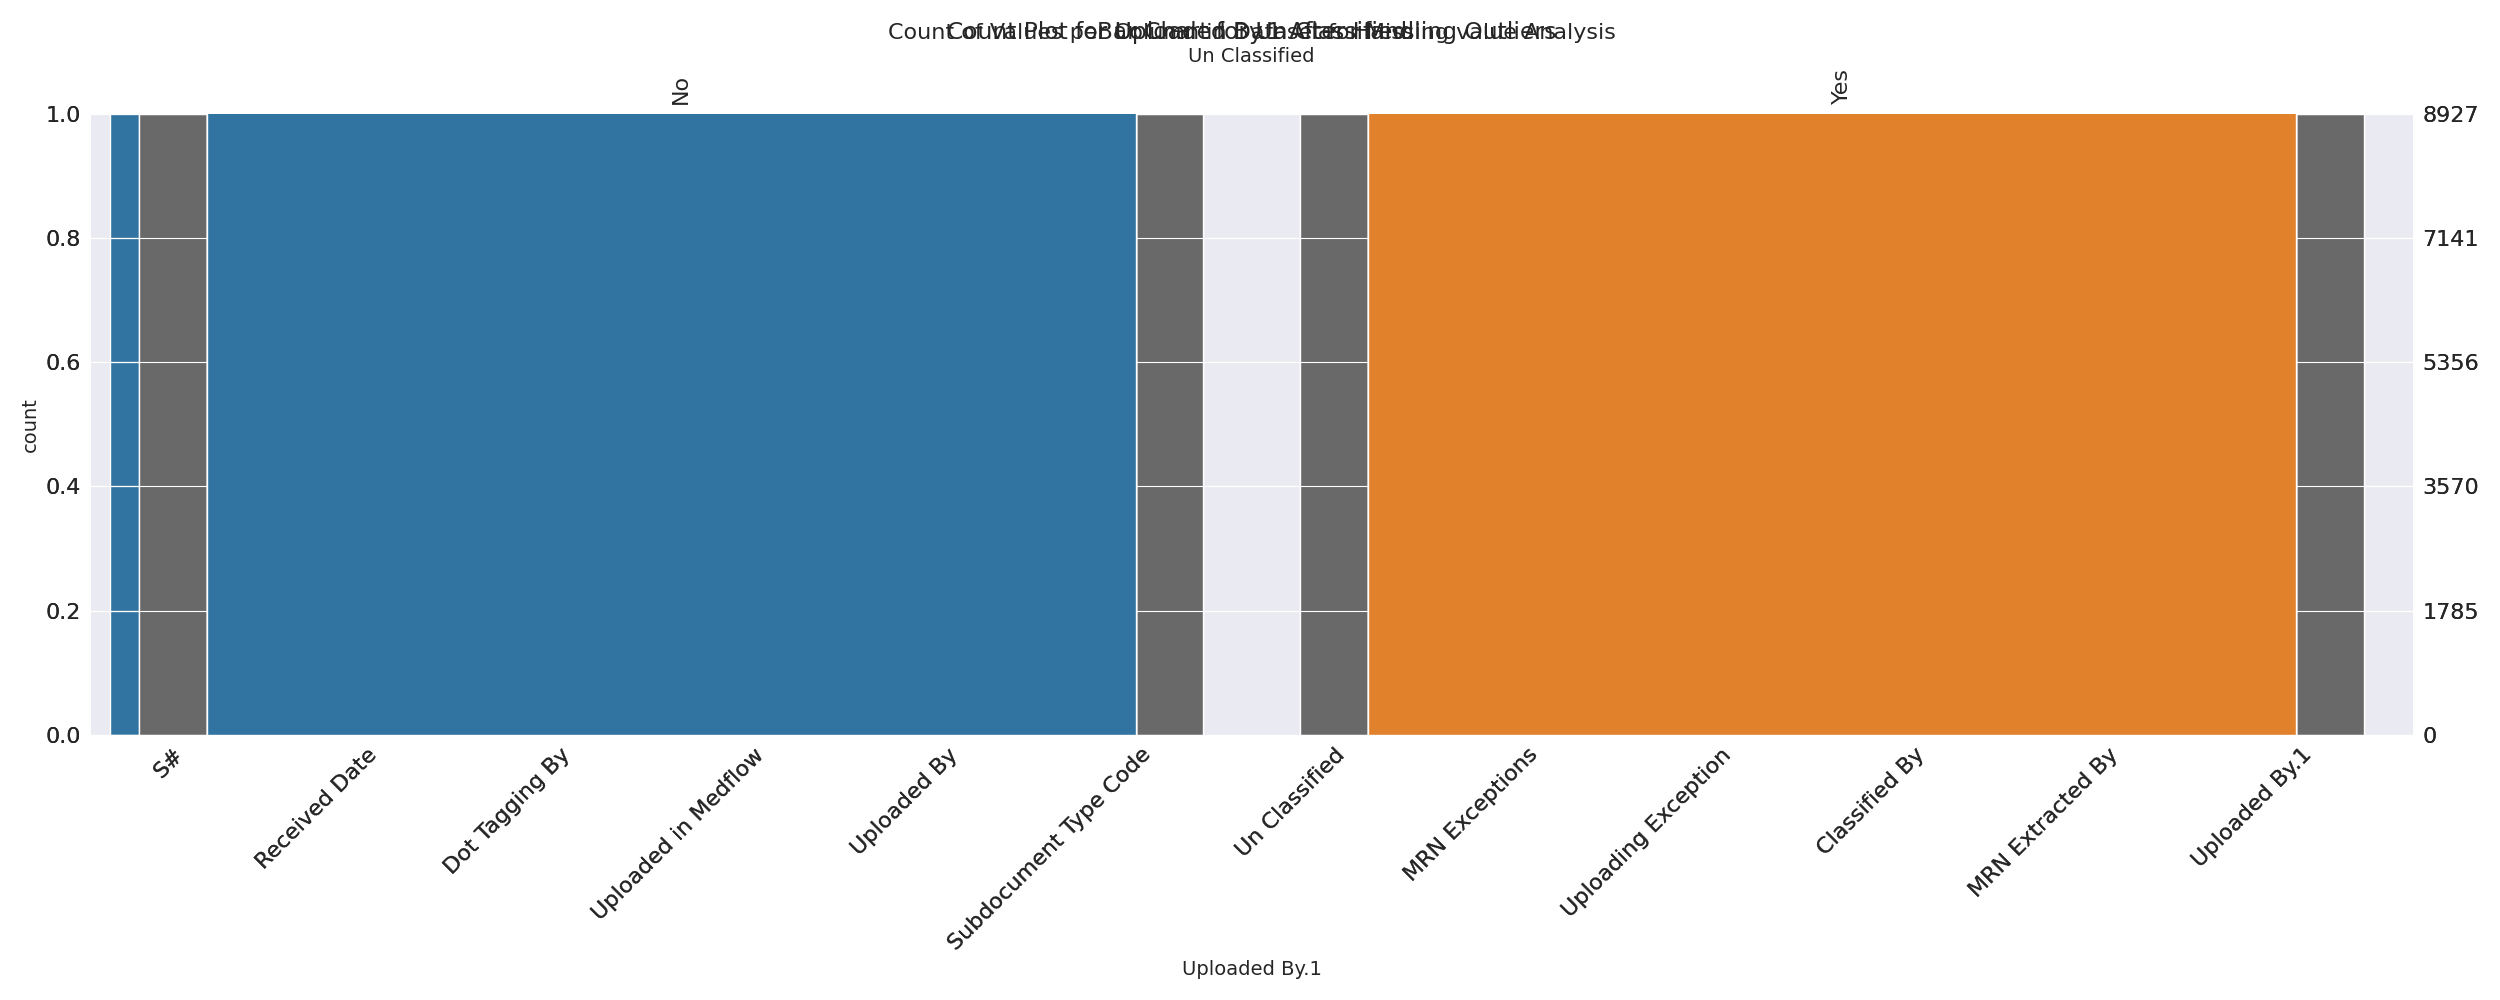 Un Classified
No
Yes
1.0
8927
0.8
7141
0.6
5356
count
0.4
3570
0.2
1785
0.0
0
S#
Received Date
Dot Tagging By
Uploaded in Medflow
Uploaded By
Subdocument Type Code
Un Classified
MRN Exceptions
Uploading Exception
Classified By
MRN Extracted By
Uploaded By.1
Uploaded By.1